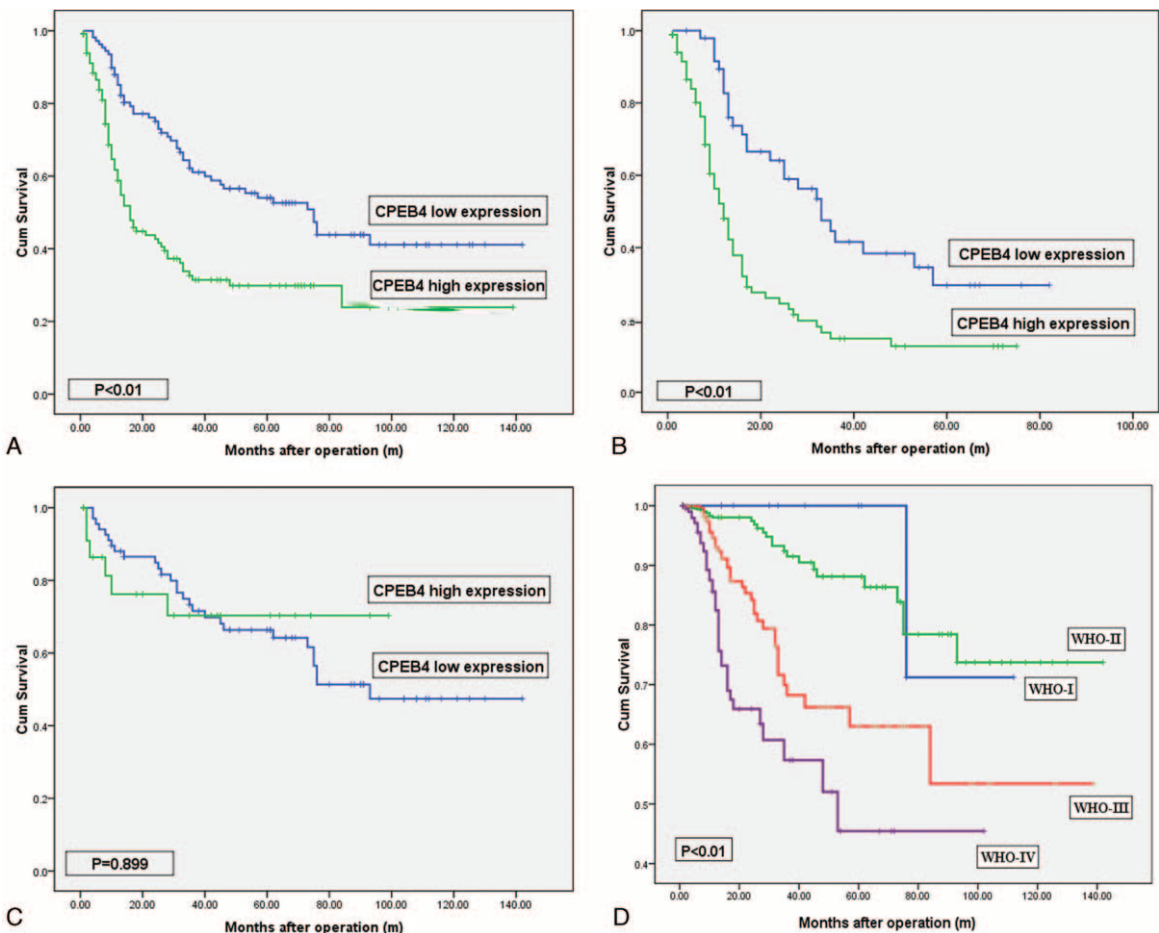 1.0
0.8
0.6
0.4
0.2
0.0
Cum Survival
CPEB4 low expression
CPEB4 high expression
P<0.01
0.00 20.00 40.00 60.00 80.00 100.00 120.00 140.00
Months after operation (m)
A
1.0
0.8
0.6
0.4
0.2
0.0
Cum Survival
CPEB4 low expression
CPEB4 high expression
P<0.01
0.00 20.00 40.00 60.00 80.00 100.00
Months after operation (m)
B
1.0
0.8
0.6
0.4
0.2
0.0
Cum Survival
CPEB4 high expression
CPEB4 low expression
P=0.899
0.00 20.00 40.00 60.00 80.00 100.00 120.00 140.00
Months after operation (m)
C
1.0
0.9
0.8
0.7
0.6
0.5
0.4
Cum Survival
WHO-II
WHO-I
WHO-III
WHO-IV
P<0.01
0.00 20.00 40.00 60.00 80.00 100.00 120.00 140.00
Months after operation (m)
D